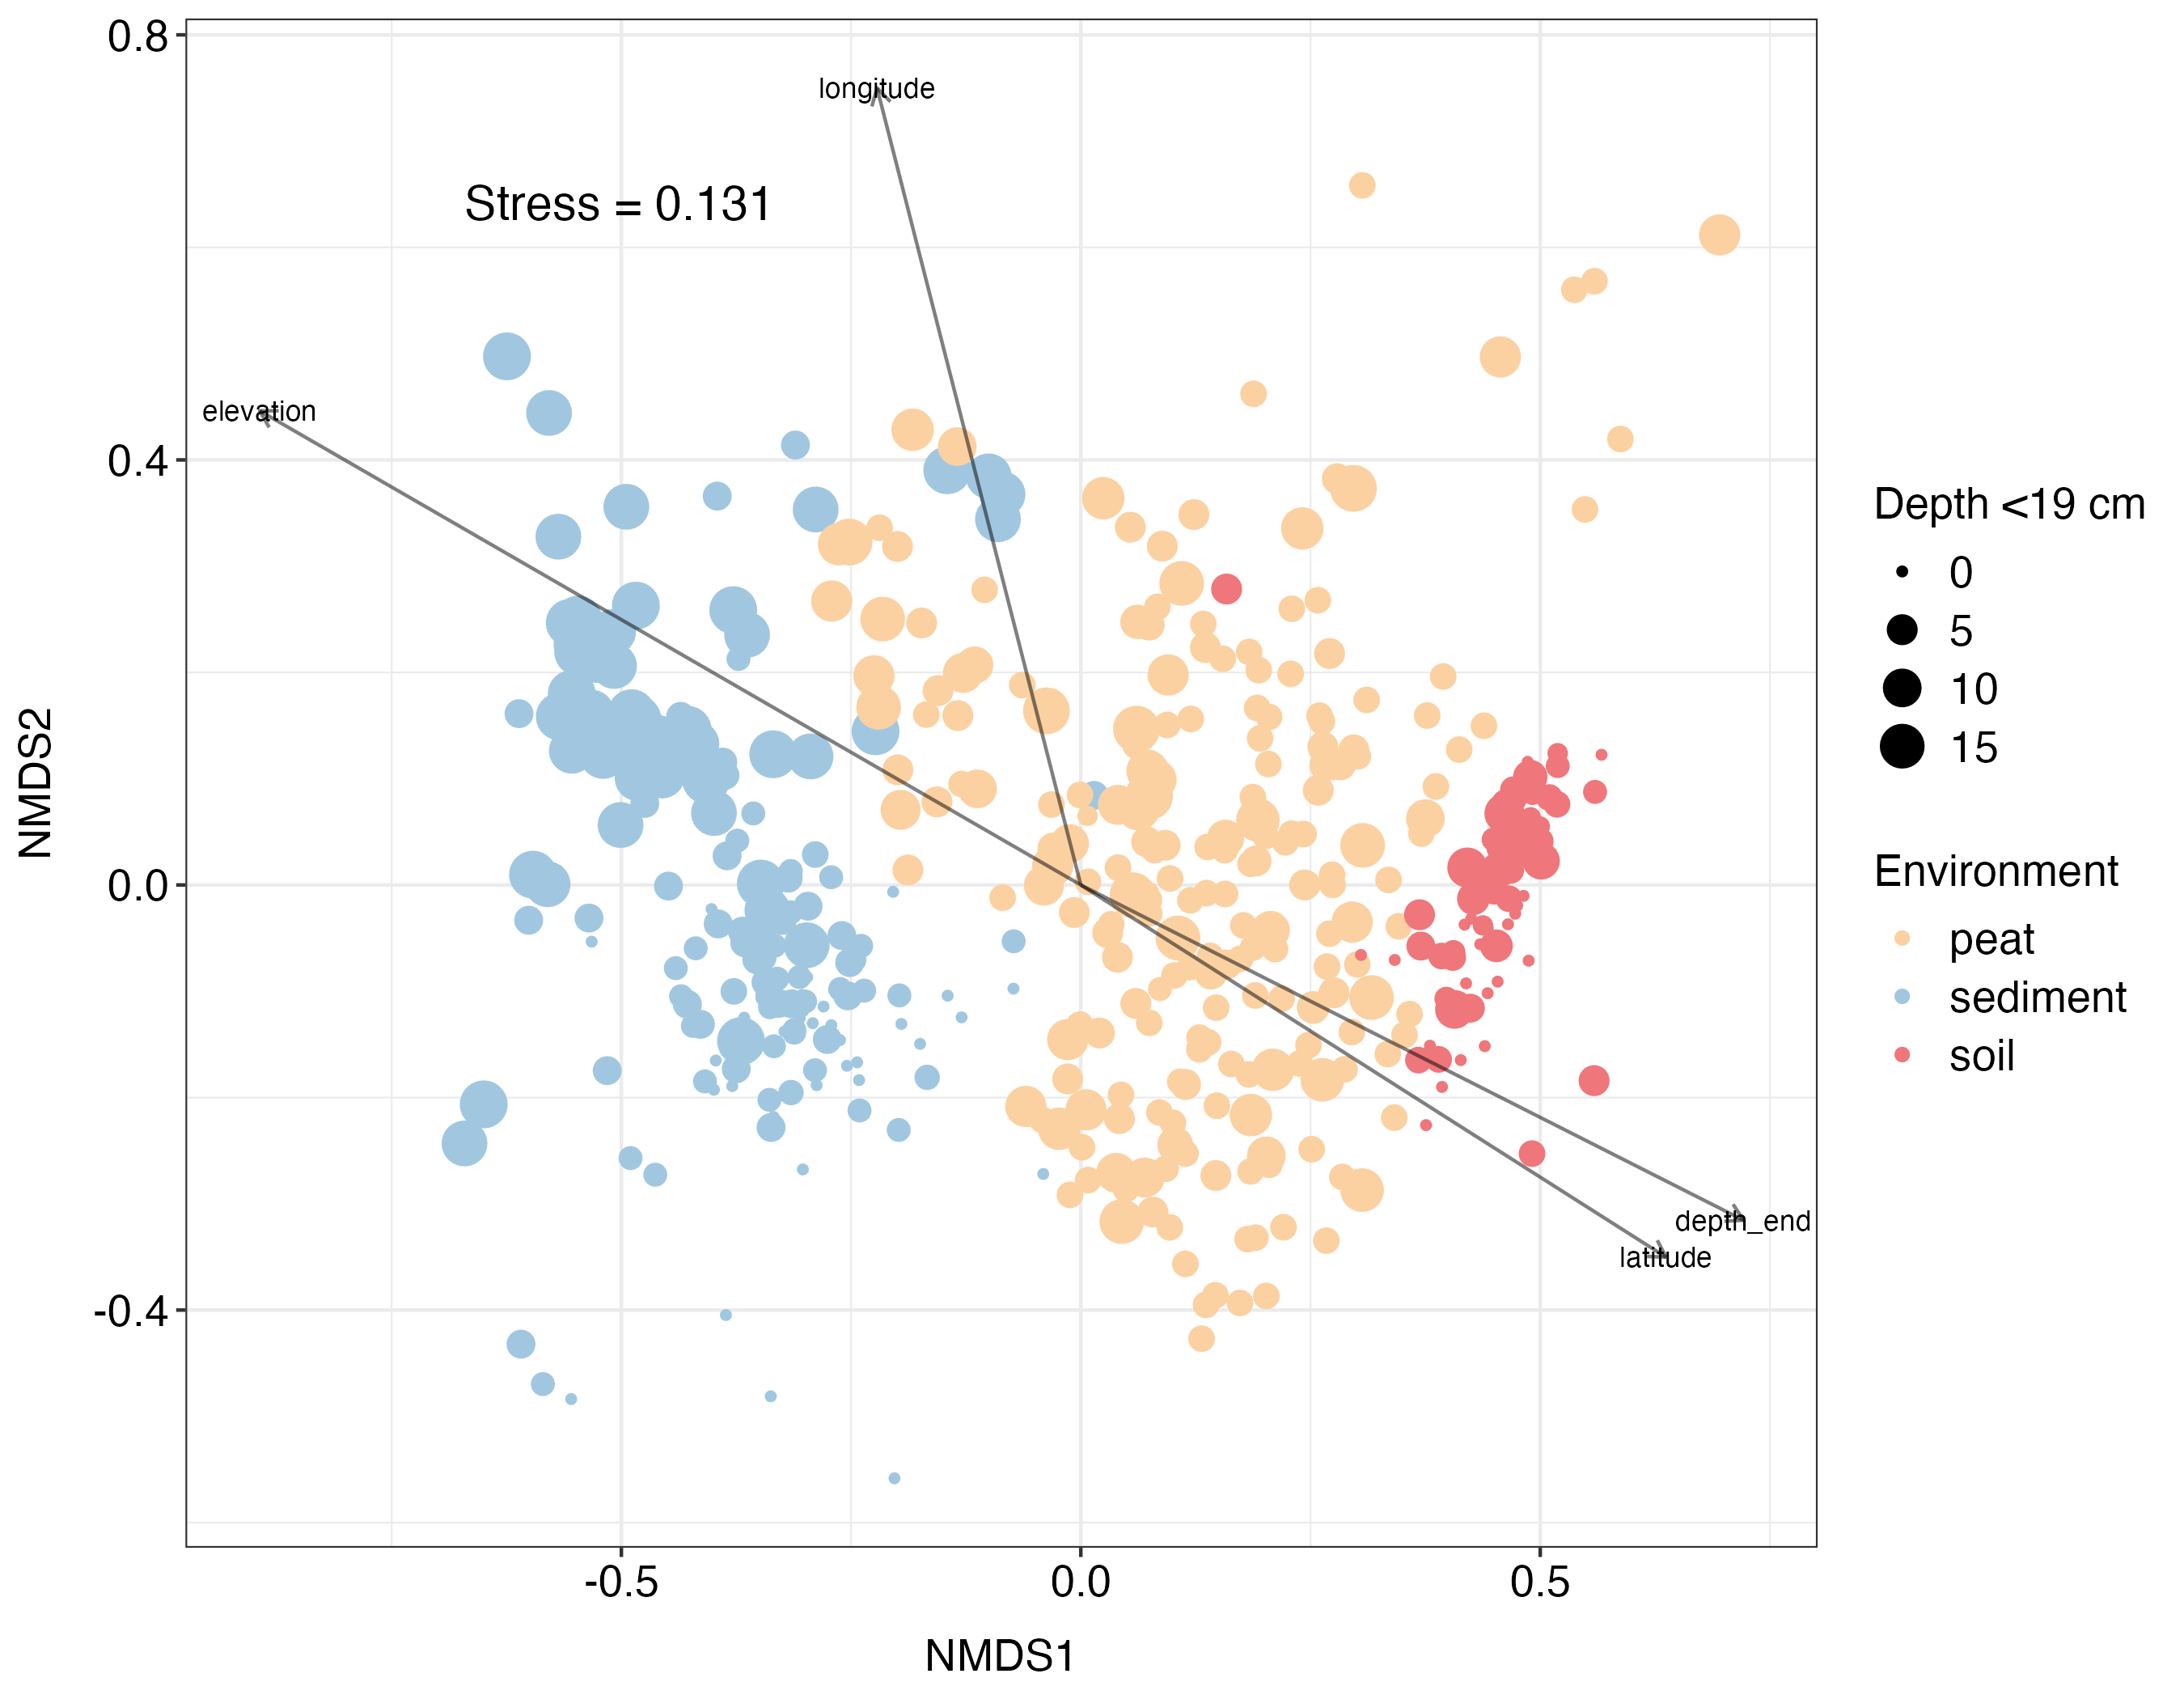 0.8
0.4
0.0
-0.4
NMDS2
longitude
Stress = 0.131
elevation
depth_end
latitude
-0.5
0.0
0.5
NMDS1
Depth <19 cm
0
5
10
15
Environment
peat
sediment
soil